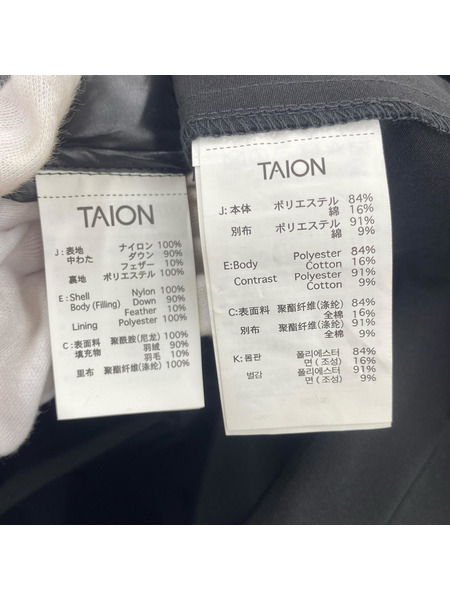 TAION
J:表地 ナイロン 100%
中わた ダウン 90%
フェザー 10%
裏地 ポリエステル 100%
E:Shell Nylon 100%
Body (Filling) Down 90%
Feather 10%
Lining Polyester 100%
C:表面料 聚酰胺(尼龙) 100%
填充物 羽绒 90%
羽毛 10%
里布 聚酯纤维(涤纶) 100%
TAION
J:本体 ポリエステル 84%
綿 16%
別布 ポリエステル 91%
綿 9%
E:Body Polyester 84%
Cotton 16%
Contrast Polyester 91%
Cotton 9%
C:表面料 聚酯纤维(涤纶) 84%
全棉 16%
别布 聚酯纤维(涤纶) 91%
全棉 9%
K:몸판 폴리에스터 84%
면 (조성) 16%
별감 폴리에스터 91%
면 (조성) 9%